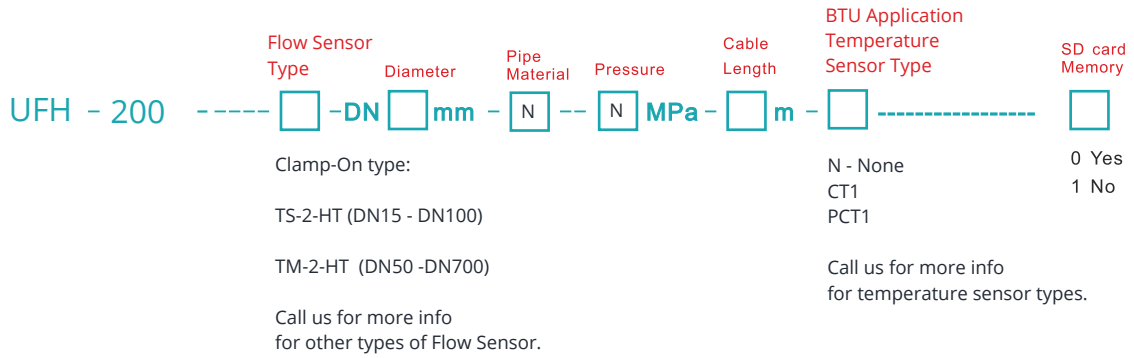 Flow Sensor
Type
Diameter
Pipe
Material
Pressure
Cable
Length
BTU Application
Temperature
Sensor Type
SD card
Memory
UFH - 200 ----- -DN mm - N -- N MPa - m - ----------------
Clamp-On type:
TS-2-HT (DN15 - DN100)
TM-2-HT (DN50 -DN700)
Call us for more info
for other types of Flow Sensor.
N - None
CT1
PCT1
Call us for more info
for temperature sensor types.
0 Yes
1 No